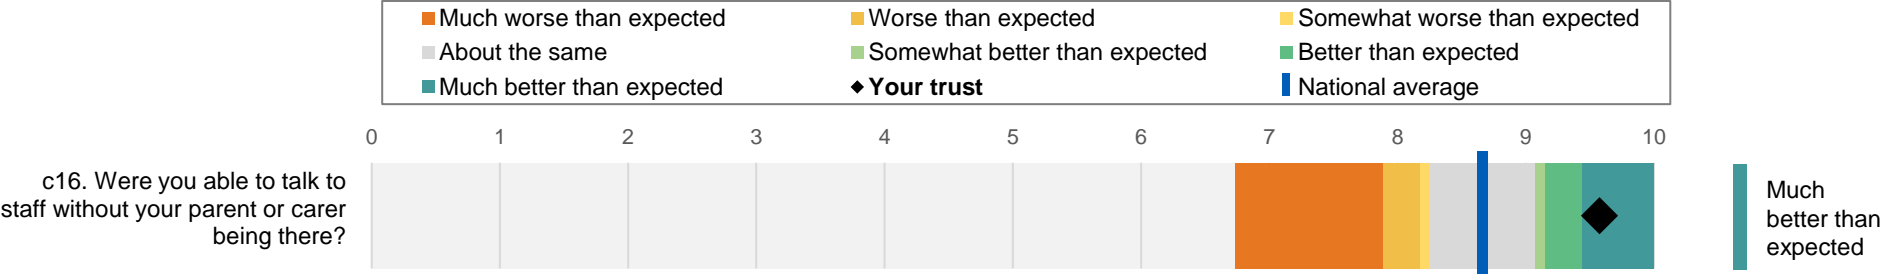 Much worse than expected
Worse than expected
Somewhat worse than expected
About the same
Somewhat better than expected
Better than expected
Much better than expected
Your trust
National average
0 1 2 3 4 5 6 7 8 9 10
c16. Were you able to talk to
staff without your parent or carer
being there?
Much
better than
expected